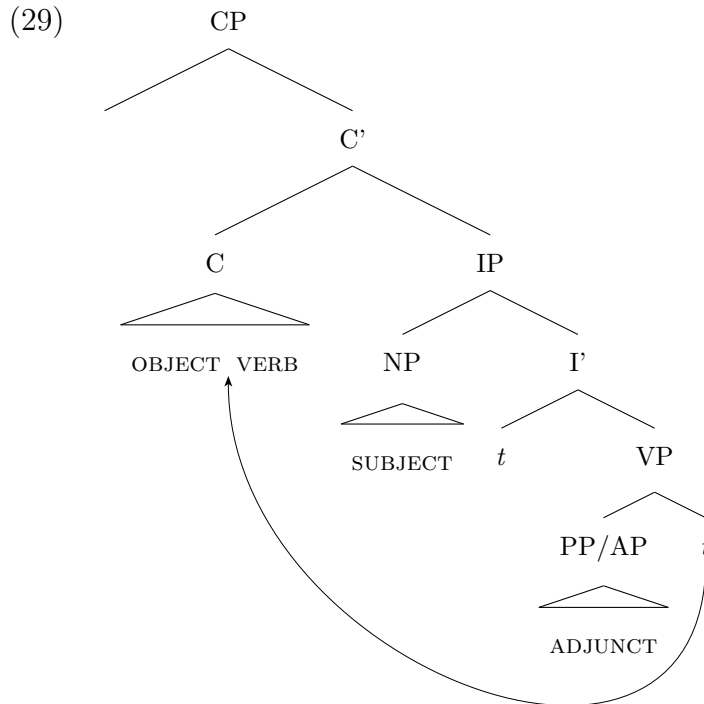 (29) CP
C'
C IP
OBJECT VERB NP I'
SUBJECT t VP
PP/AP
ADJUNCT